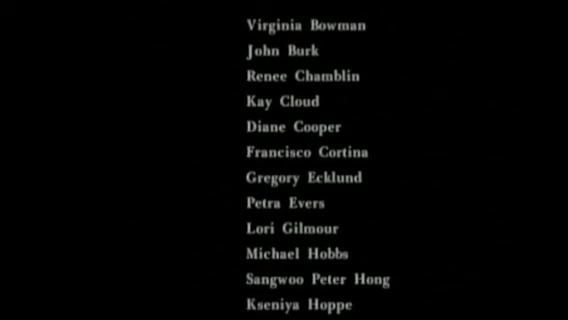 Virginia Bowman
John Burk
Renee Chamblin
Kay Cloud
Diane Cooper
Francisco Cortina
Gregory Ecklund
Petra Evers
Lori Gilmour
Michael Hobbs
Sangwoo Peter Hong
Kseniya Hoppe